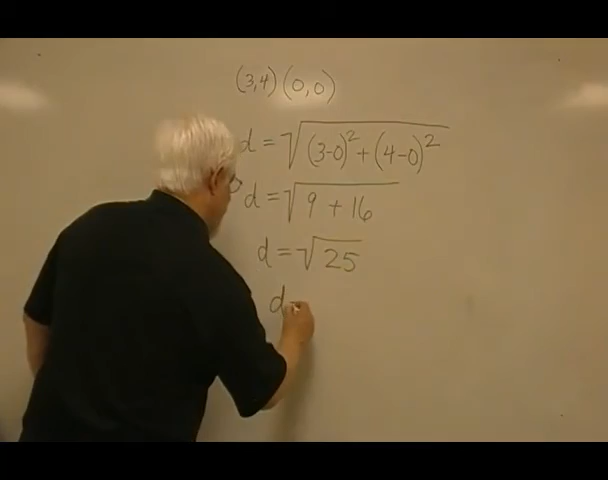 (3,4) (0,0)
d = √(3-0)² + (4-0)²
d = √9 + 16
d = √25
d =